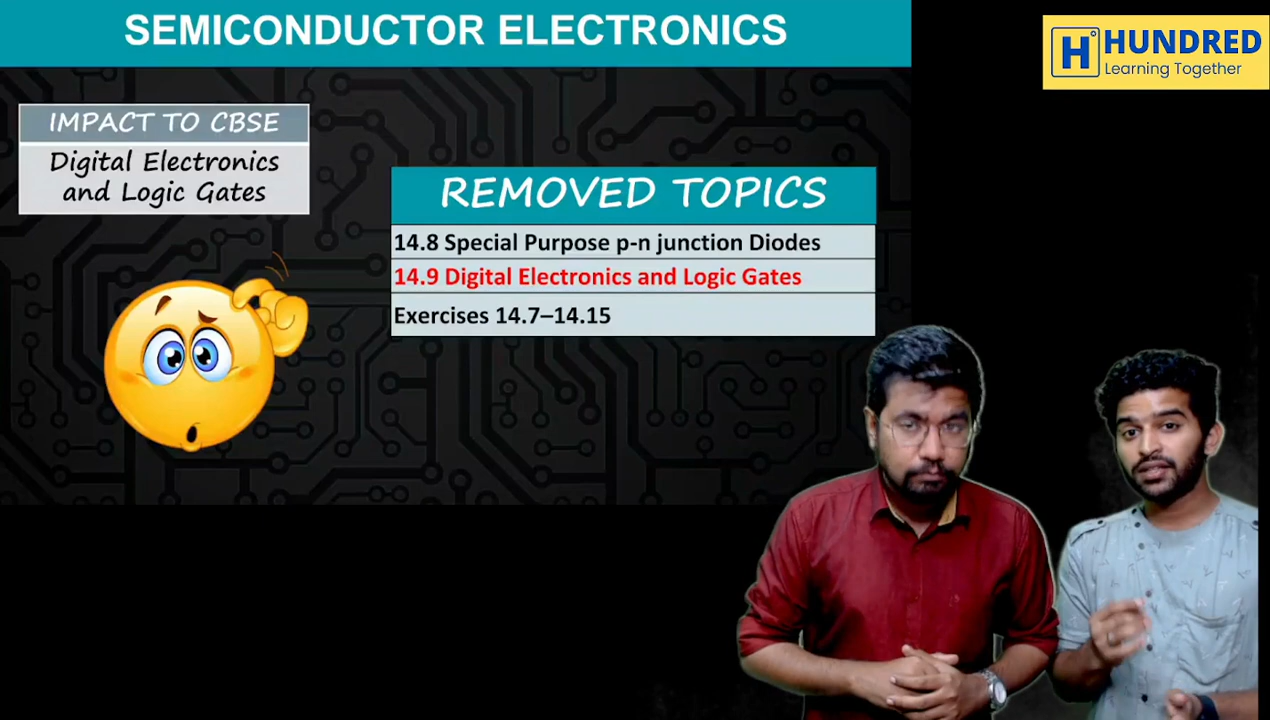 SEMICONDUCTOR ELECTRONICS
H° HUNDRED
Learning Together
IMPACT TO CBSE
Digital Electronics
and Logic Gates
REMOVED TOPICS
14.8 Special Purpose p-n junction Diodes
14.9 Digital Electronics and Logic Gates
Exercises 14.7–14.15